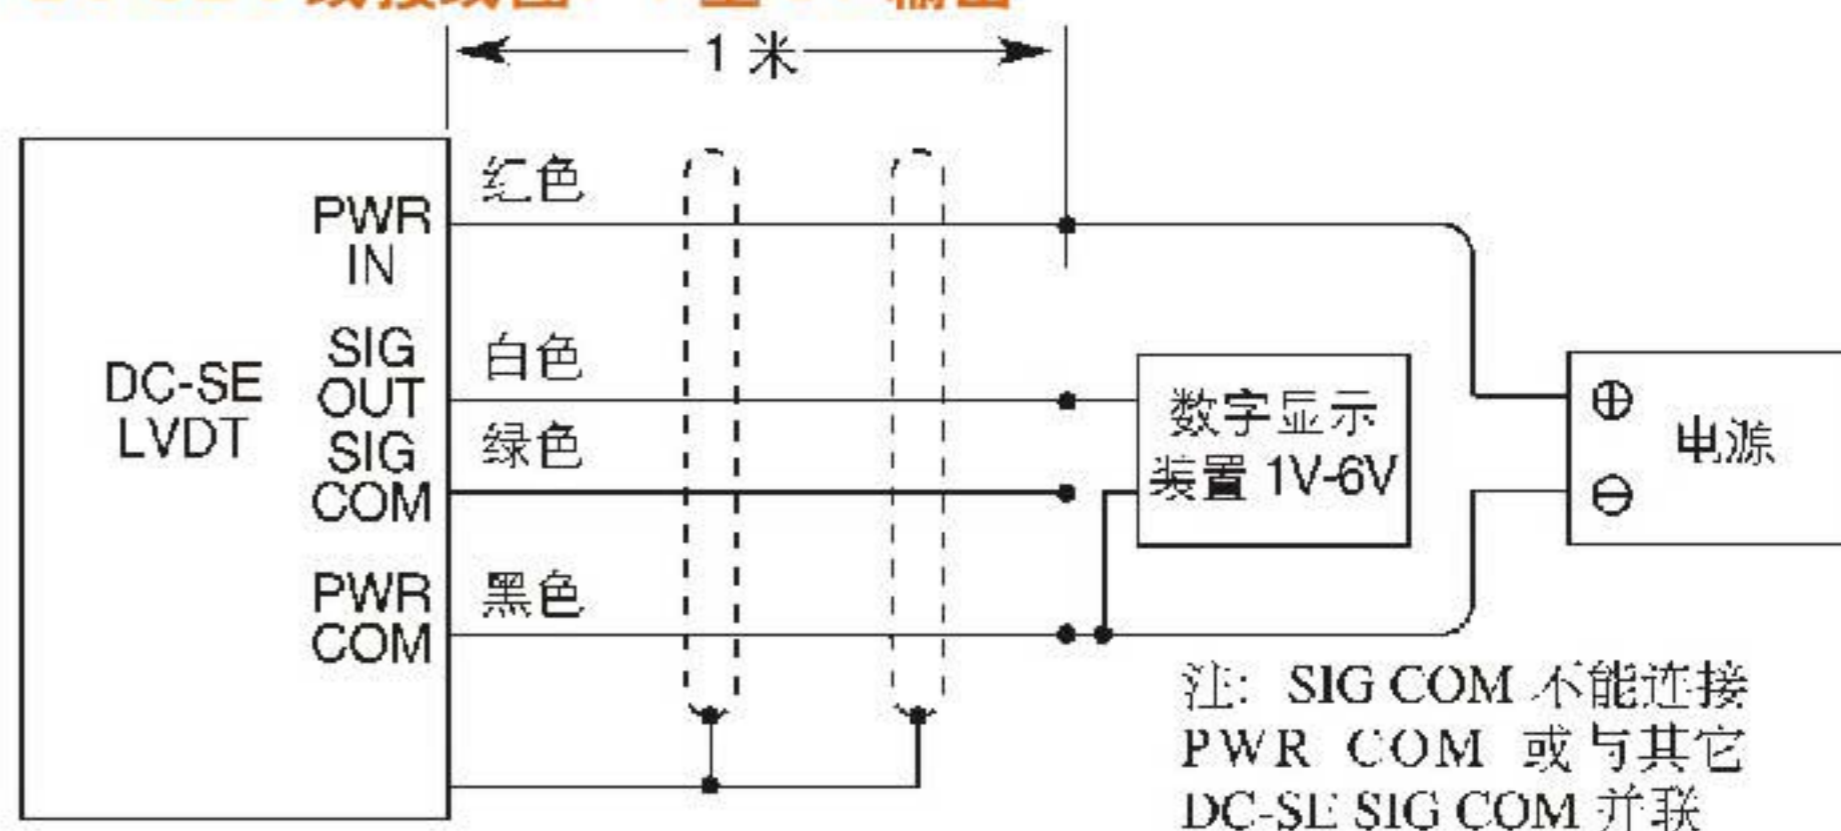 1 米
红色
PWR
IN
白色
SIG
OUT
DC-SE
LVDT
绿色
SIG
COM
黑色
PWR
COM
数字显示
装置 1V-6V
⊕
电源
⊖
注: SIG COM 不能连接
PWR COM 或与其它
DC-SE SIG COM 并联